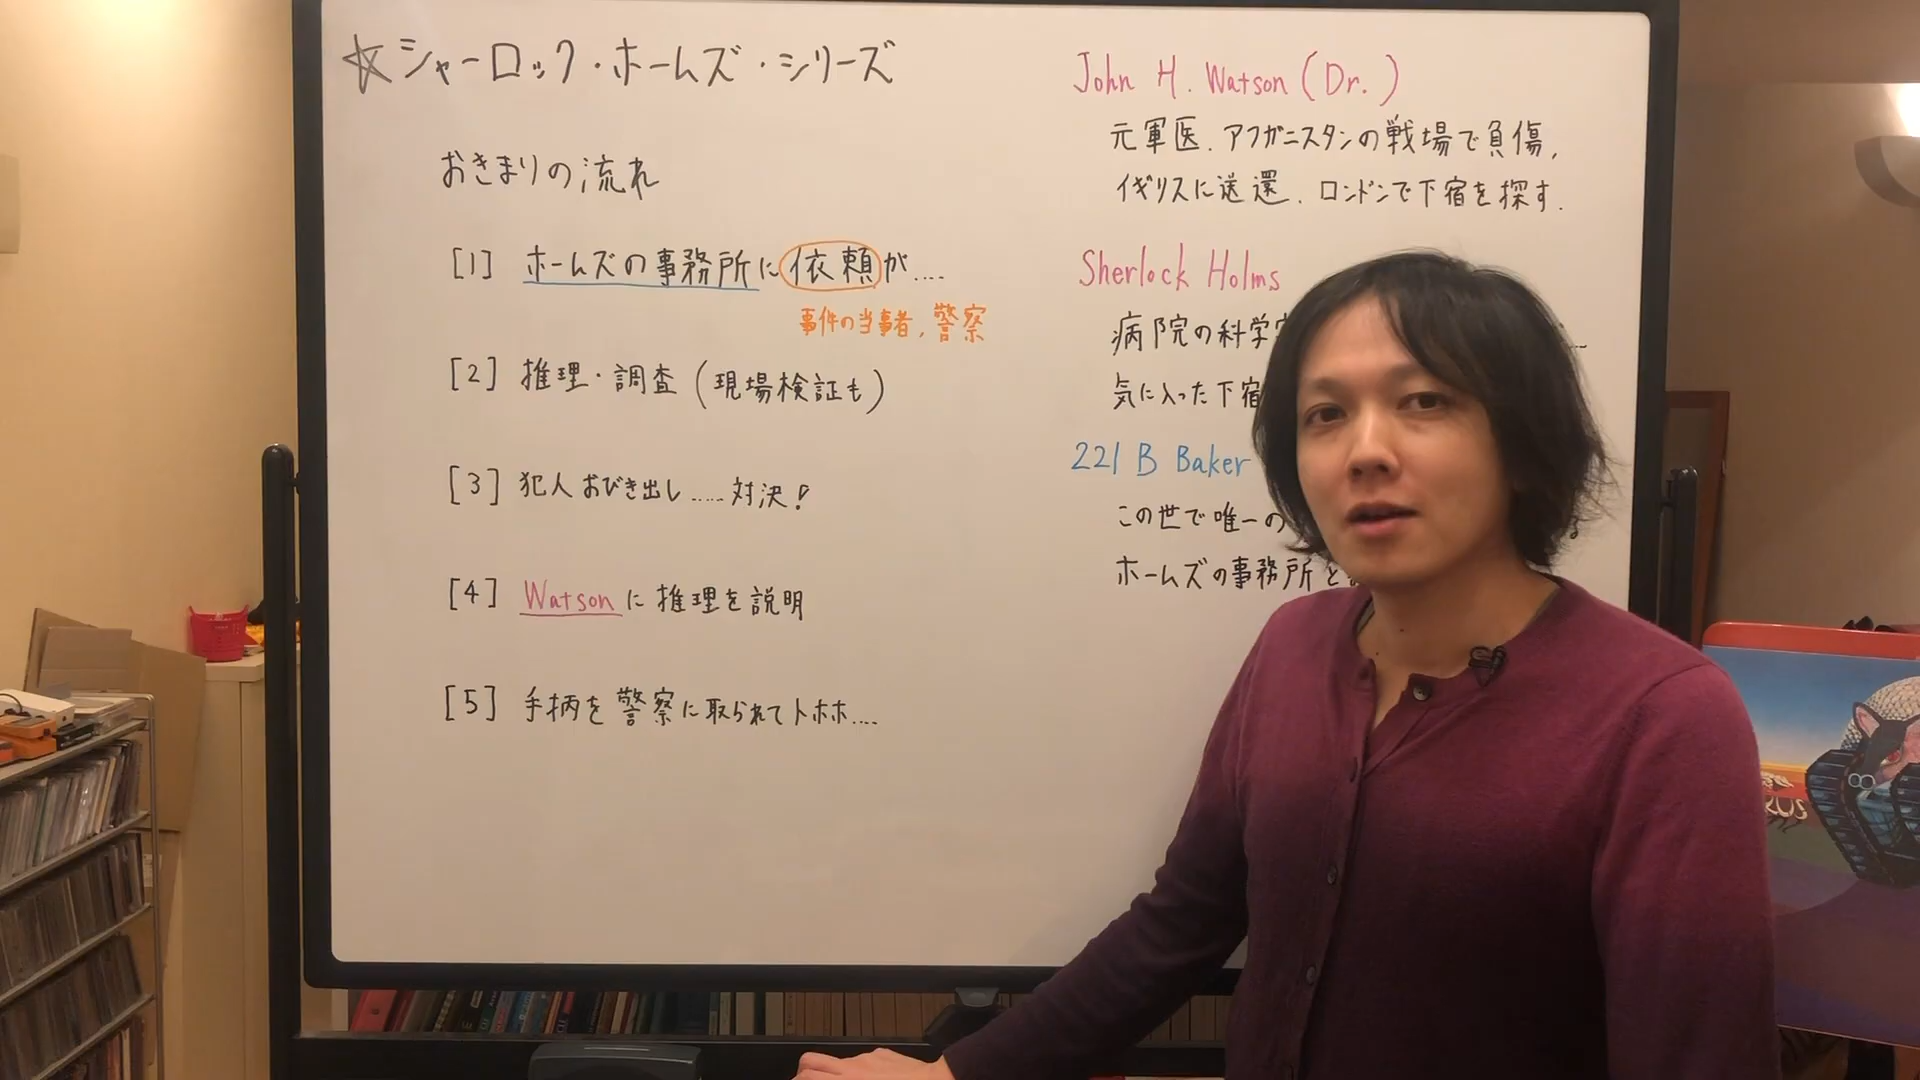 ☆シャーロック・ホームズ・シリーズ
おきまりの流れ
[1] ホームズの事務所に依頼が....
事件の当事者, 警察
[2] 推理・調査(現場検証も)
[3] 犯人おびき出し.....対決!
[4] Watsonに推理を説明
[5] 手柄を警察に取られてトホホ....
John H. Watson (Dr.)
元軍医. アフガニスタンの戦場で負傷,
イギリスに送還. ロンドンで下宿を探す.
Sherlock Holms
病院の科学
気に入った下宿
221 B Baker
この世で唯一の
ホームズの事務所と